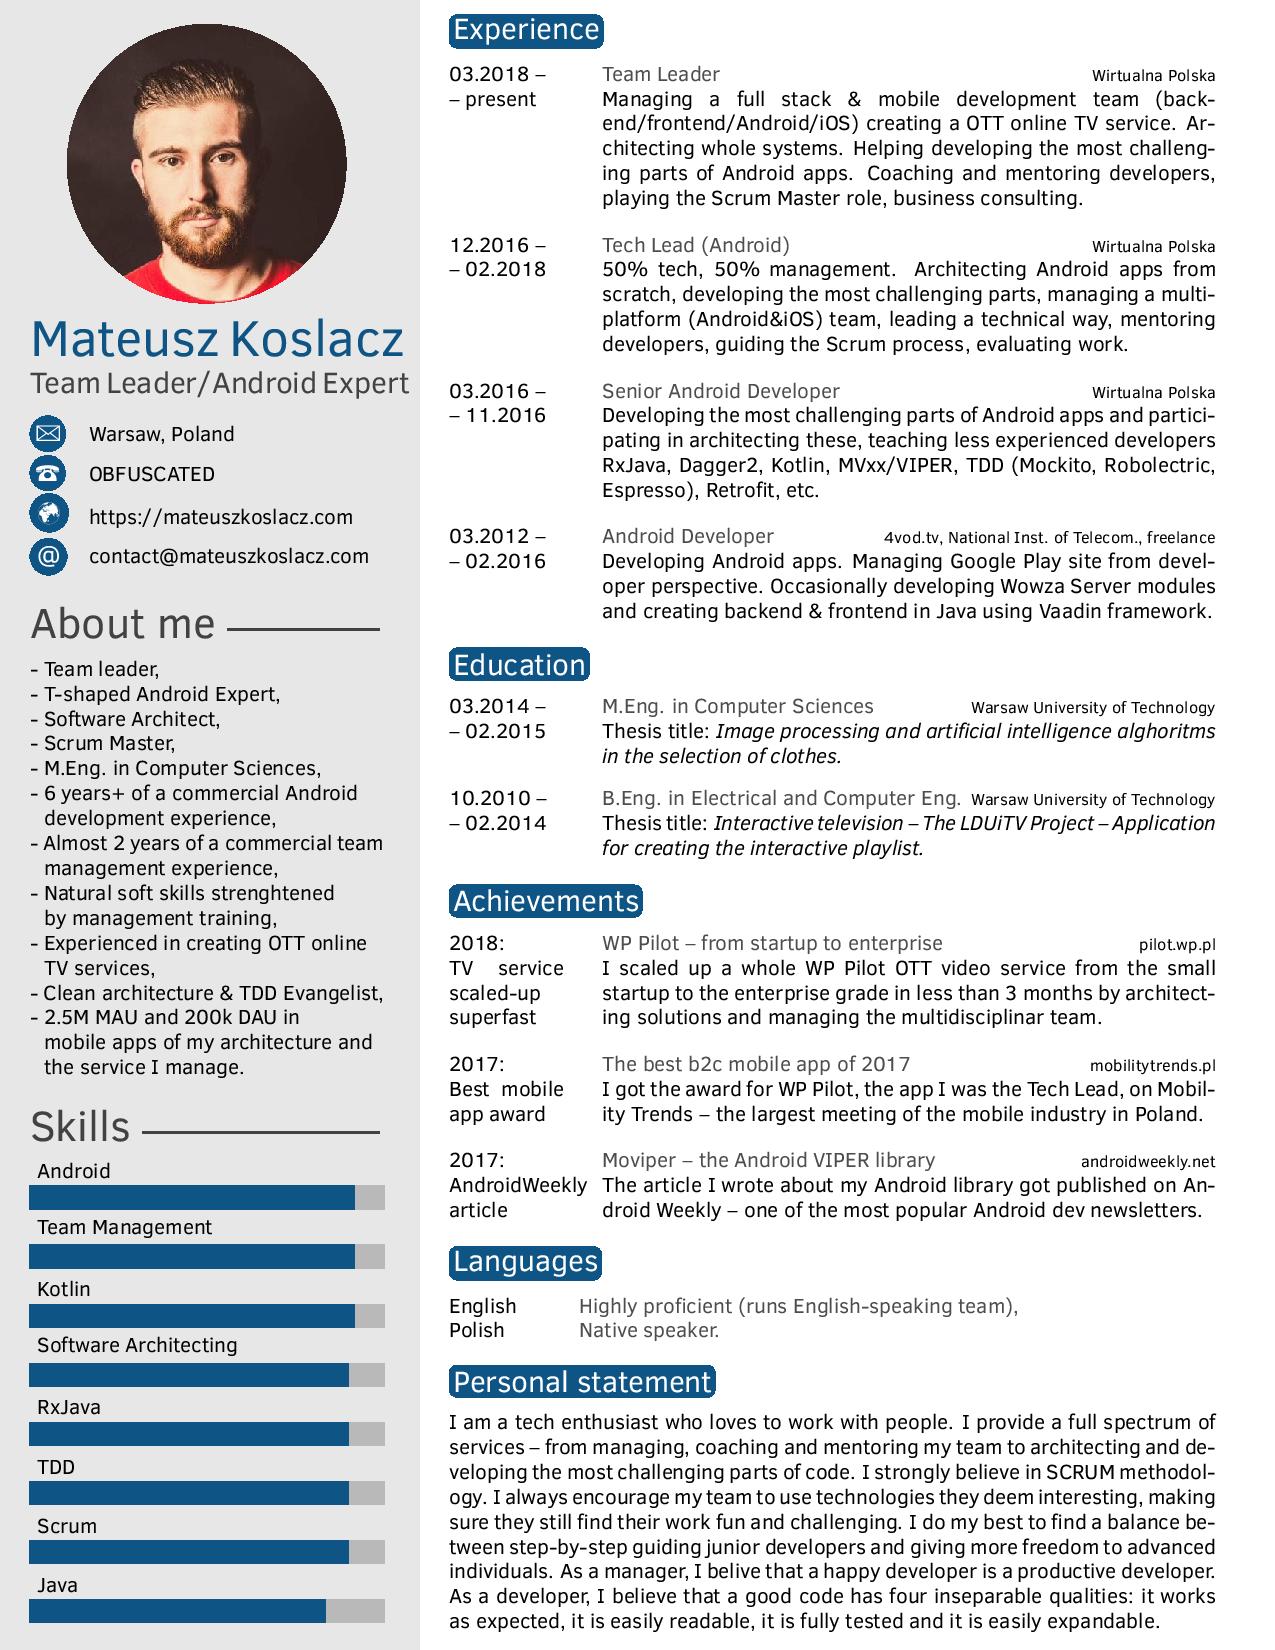 Mateusz Koslacz
Team Leader/Android Expert
Warsaw, Poland
OBFUSCATED
https://mateuszkoslacz.com
@ contact@mateuszkoslacz.com
About me
- Team leader,
- T-shaped Android Expert,
- Software Architect,
- Scrum Master,
- M.Eng. in Computer Sciences,
- 6 years+ of a commercial Android
development experience,
- Almost 2 years of a commercial team
management experience,
- Natural soft skills strenghtened
by management training,
- Experienced in creating OTT online
TV services,
- Clean architecture & TDD Evangelist,
- 2.5M MAU and 200k DAU in
mobile apps of my architecture and
the service I manage.
Skills
Android
Team Management
Kotlin
Software Architecting
RxJava
TDD
Scrum
Java
Experience
03.2018 – Team Leader Wirtualna Polska
– present Managing a full stack & mobile development team (back-
end/frontend/Android/iOS) creating a OTT online TV service. Ar-
chitecting whole systems. Helping developing the most challeng-
ing parts of Android apps. Coaching and mentoring developers,
playing the Scrum Master role, business consulting.
12.2016 – Tech Lead (Android) Wirtualna Polska
– 02.2018 50% tech, 50% management. Architecting Android apps from
scratch, developing the most challenging parts, managing a multi-
platform (Android&iOS) team, leading a technical way, mentoring
developers, guiding the Scrum process, evaluating work.
03.2016 – Senior Android Developer Wirtualna Polska
– 11.2016 Developing the most challenging parts of Android apps and partici-
pating in architecting these, teaching less experienced developers
RxJava, Dagger2, Kotlin, MVxx/VIPER, TDD (Mockito, Robolectric,
Espresso), Retrofit, etc.
03.2012 – Android Developer 4vod.tv, National Inst. of Telecom., freelance
– 02.2016 Developing Android apps. Managing Google Play site from devel-
oper perspective. Occasionally developing Wowza Server modules
and creating backend & frontend in Java using Vaadin framework.
Education
03.2014 – M.Eng. in Computer Sciences Warsaw University of Technology
– 02.2015 Thesis title: Image processing and artificial intelligence alghoritms
in the selection of clothes.
10.2010 – B.Eng. in Electrical and Computer Eng. Warsaw University of Technology
– 02.2014 Thesis title: Interactive television – The LDUiTV Project – Application
for creating the interactive playlist.
Achievements
2018: WP Pilot – from startup to enterprise pilot.wp.pl
TV service I scaled up a whole WP Pilot OTT video service from the small
scaled-up startup to the enterprise grade in less than 3 months by architect-
superfast ing solutions and managing the multidisciplinar team.
2017: The best b2c mobile app of 2017 mobilitytrends.pl
Best mobile I got the award for WP Pilot, the app I was the Tech Lead, on Mobil-
app award ity Trends – the largest meeting of the mobile industry in Poland.
2017: Moviper – the Android VIPER library androidweekly.net
AndroidWeekly The article I wrote about my Android library got published on An-
article droid Weekly – one of the most popular Android dev newsletters.
Languages
English Highly proficient (runs English-speaking team),
Polish Native speaker.
Personal statement
I am a tech enthusiast who loves to work with people. I provide a full spectrum of
services – from managing, coaching and mentoring my team to architecting and de-
veloping the most challenging parts of code. I strongly believe in SCRUM methodol-
ogy. I always encourage my team to use technologies they deem interesting, making
sure they still find their work fun and challenging. I do my best to find a balance be-
tween step-by-step guiding junior developers and giving more freedom to advanced
individuals. As a manager, I belive that a happy developer is a productive developer.
As a developer, I believe that a good code has four inseparable qualities: it works
as expected, it is easily readable, it is fully tested and it is easily expandable.